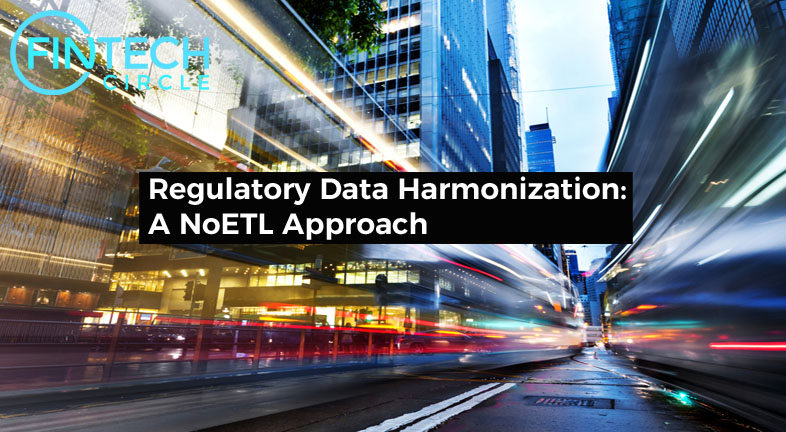 FINTECH
CIRCLE
Regulatory Data Harmonization:
A NoETL Approach